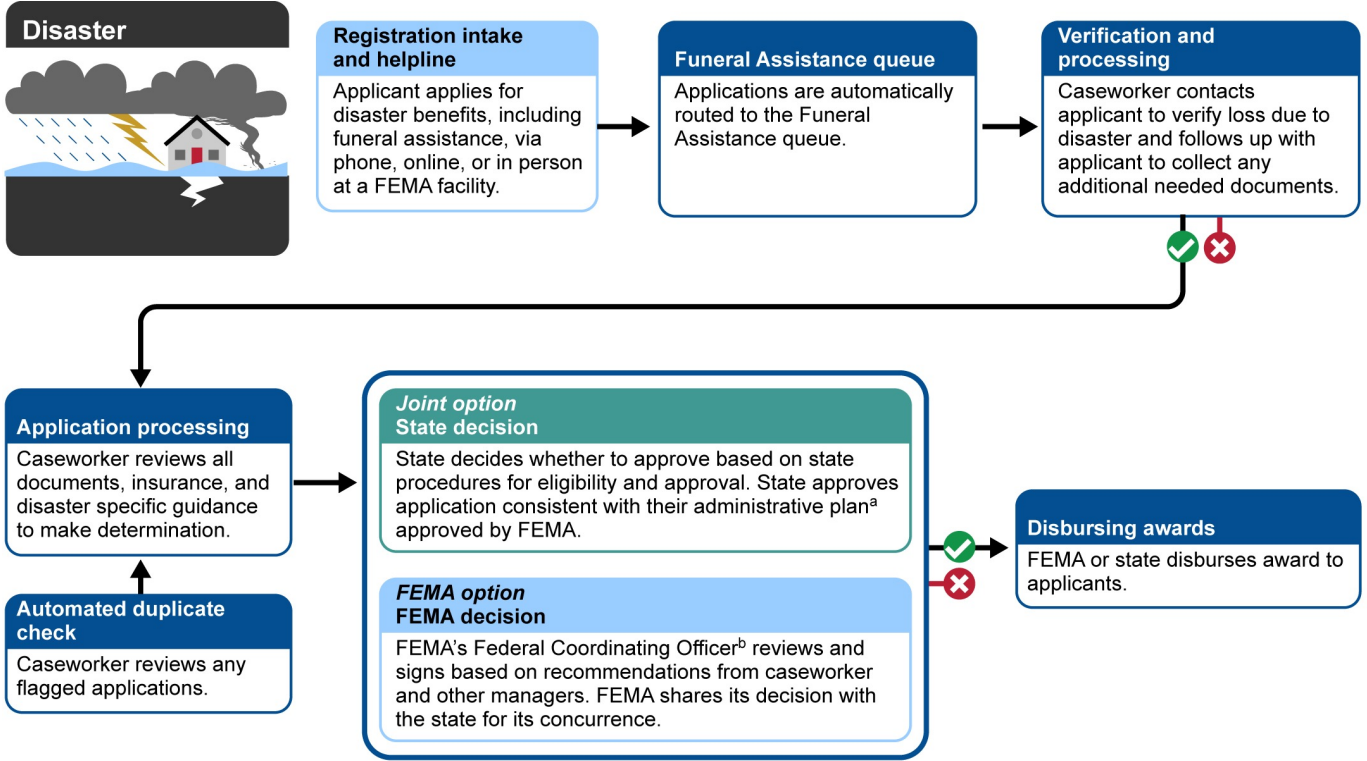 Disaster
Registration intake
and helpline
Applicant applies for
disaster benefits, including
funeral assistance, via
phone, online, or in person
at a FEMA facility.
Funeral Assistance queue
Applications are automatically
routed to the Funeral
Assistance queue.
Verification and
processing
Caseworker contacts
applicant to verify loss due to
disaster and follows up with
applicant to collect any
additional needed documents.
Application processing
Caseworker reviews all
documents, insurance, and
disaster specific guidance
to make determination.
Automated duplicate
check
Caseworker reviews any
flagged applications.
Joint option
State decision
State decides whether to approve based on state
procedures for eligibility and approval. State approves
application consistent with their administrative planᵃ
approved by FEMA.
FEMA option
FEMA decision
FEMA’s Federal Coordinating Officerᵇ reviews and
signs based on recommendations from caseworker
and other managers. FEMA shares its decision with
the state for its concurrence.
Disbursing awards
FEMA or state disburses award to
applicants.